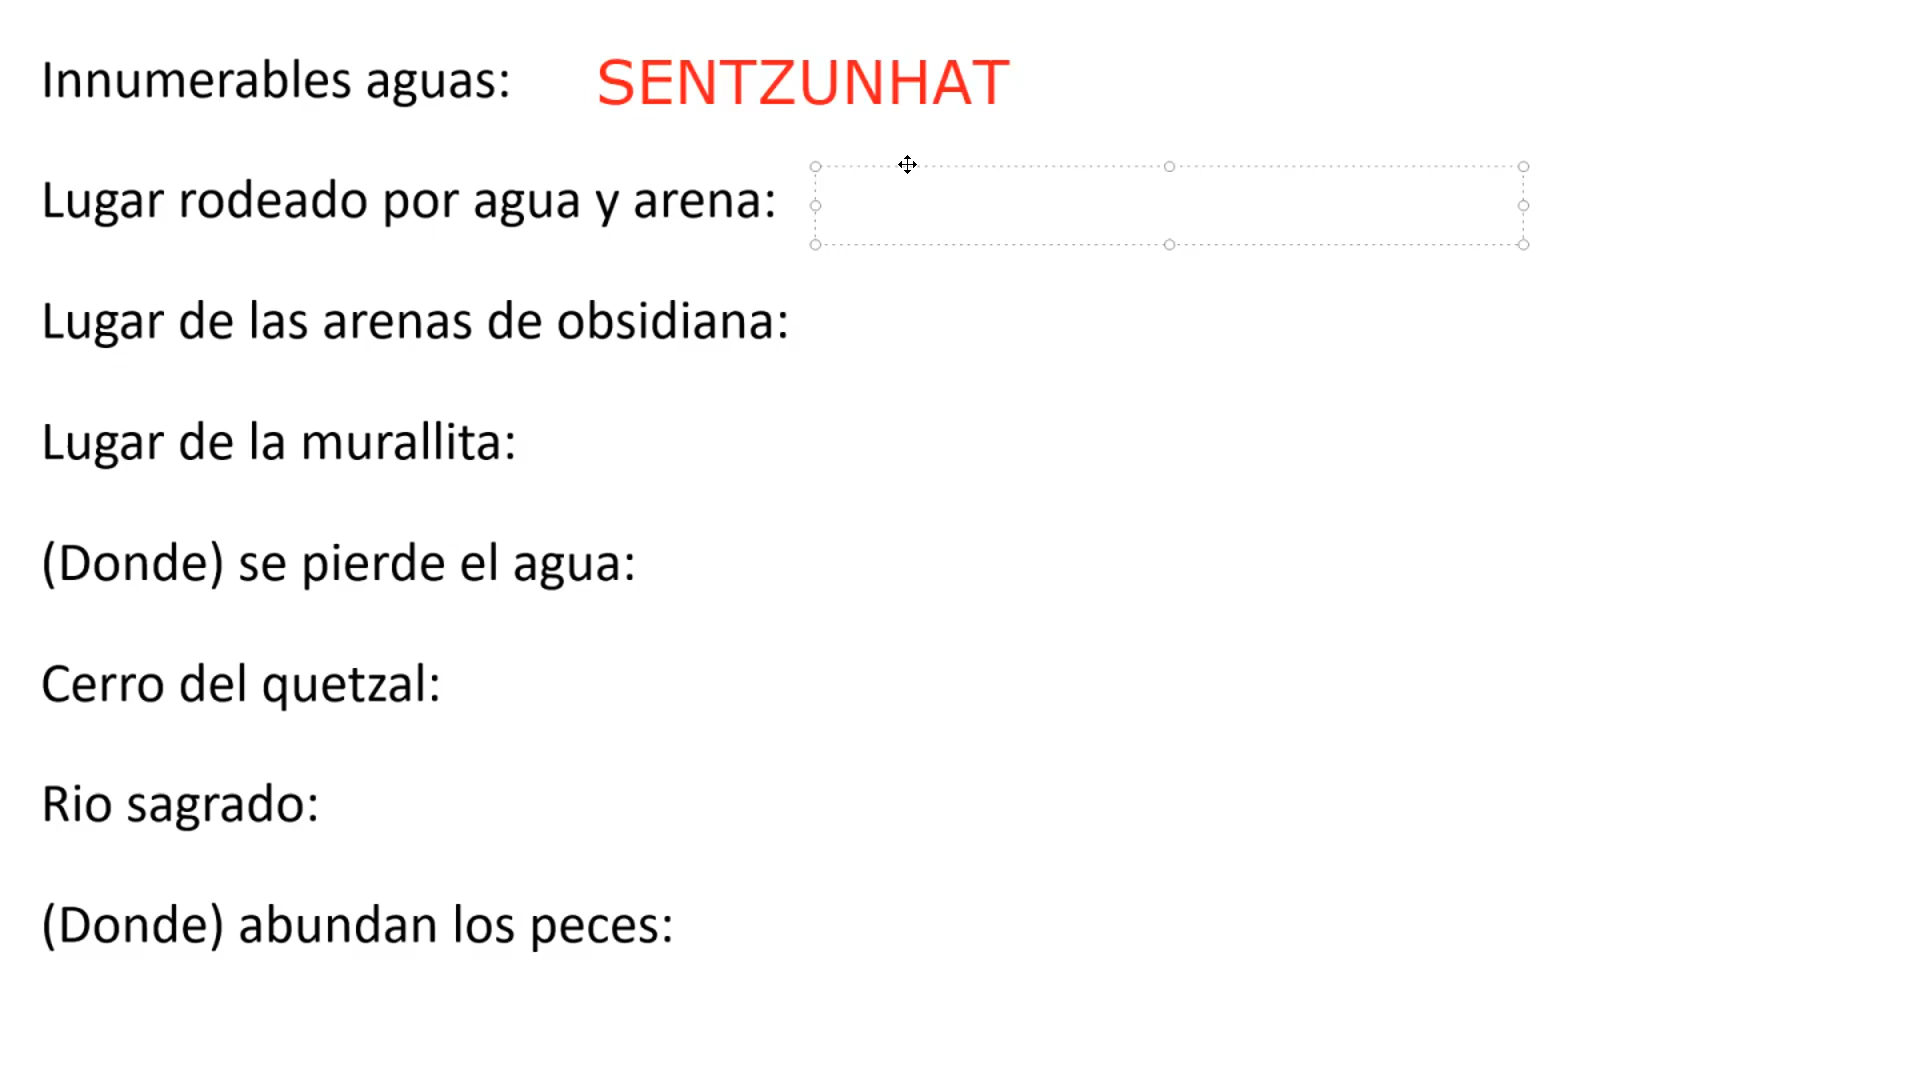 Innumerables aguas: SENTZUNHAT
Lugar rodeado por agua y arena:
Lugar de las arenas de obsidiana:
Lugar de la murallita:
(Donde) se pierde el agua:
Cerro del quetzal:
Rio sagrado:
(Donde) abundan los peces: